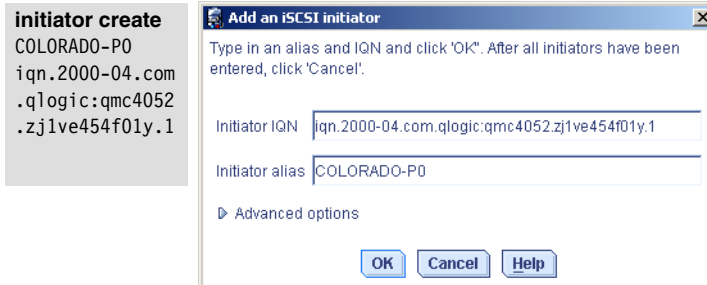 initiator create
COLORADO-P0
iqn.2000-04.com
.qlogic:qmc4052
.zj1ve454f01y.1
Add an iSCSI initiator
Type in an alias and IQN and click 'OK". After all initiators have been
entered, click 'Cancel'.
Initiator IQN iqn.2000-04.com.qlogic:qmc4052.zj1ve454f01y.1
Initiator alias COLORADO-P0
Advanced options
OK Cancel Help